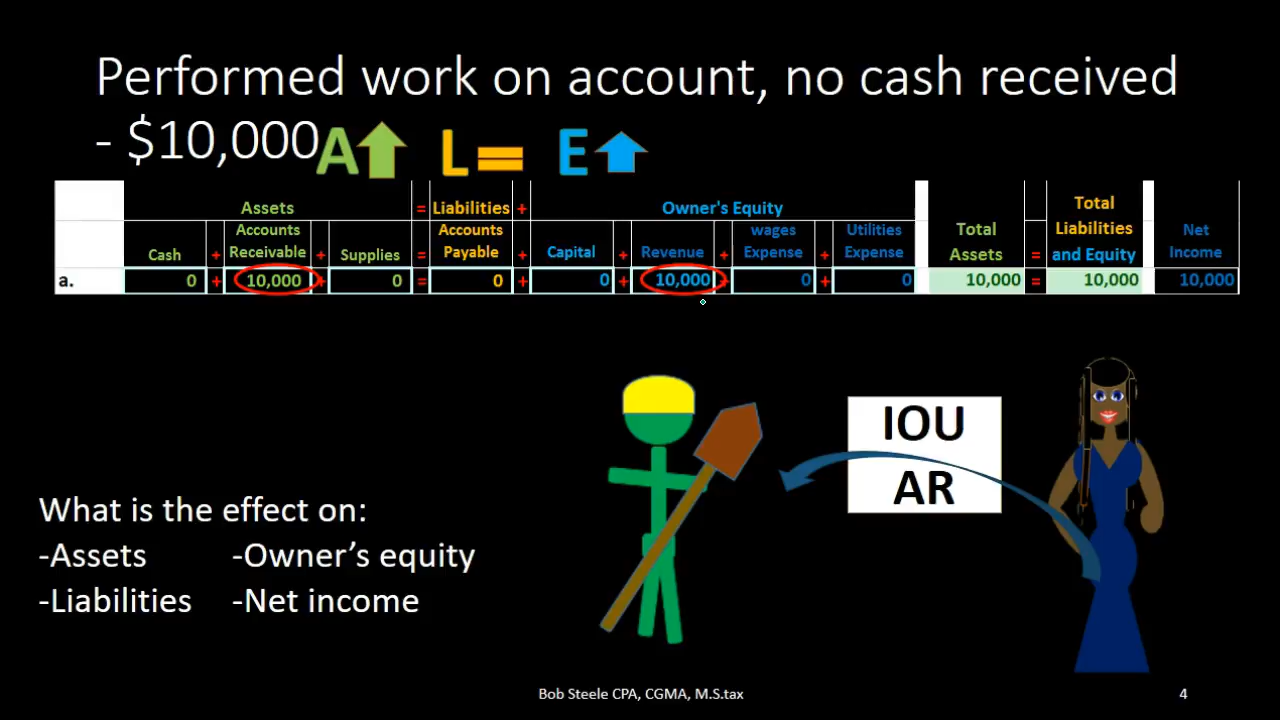 Performed work on account, no cash received
- $10,000 A L = E
Assets = Liabilities + Owner's Equity Total Assets = Total Liabilities and Equity Net Income
Cash + Accounts Receivable + Supplies = Accounts Payable + Capital + Revenue + wages Expense + Utilities Expense
a. 0 + 10,000 + 0 = 0 + 0 + 10,000 + 0 + 0 10,000 = 10,000 10,000
IOU
AR
What is the effect on:
-Assets -Owner’s equity
-Liabilities -Net income
Bob Steele CPA, CGMA, M.S.tax 4